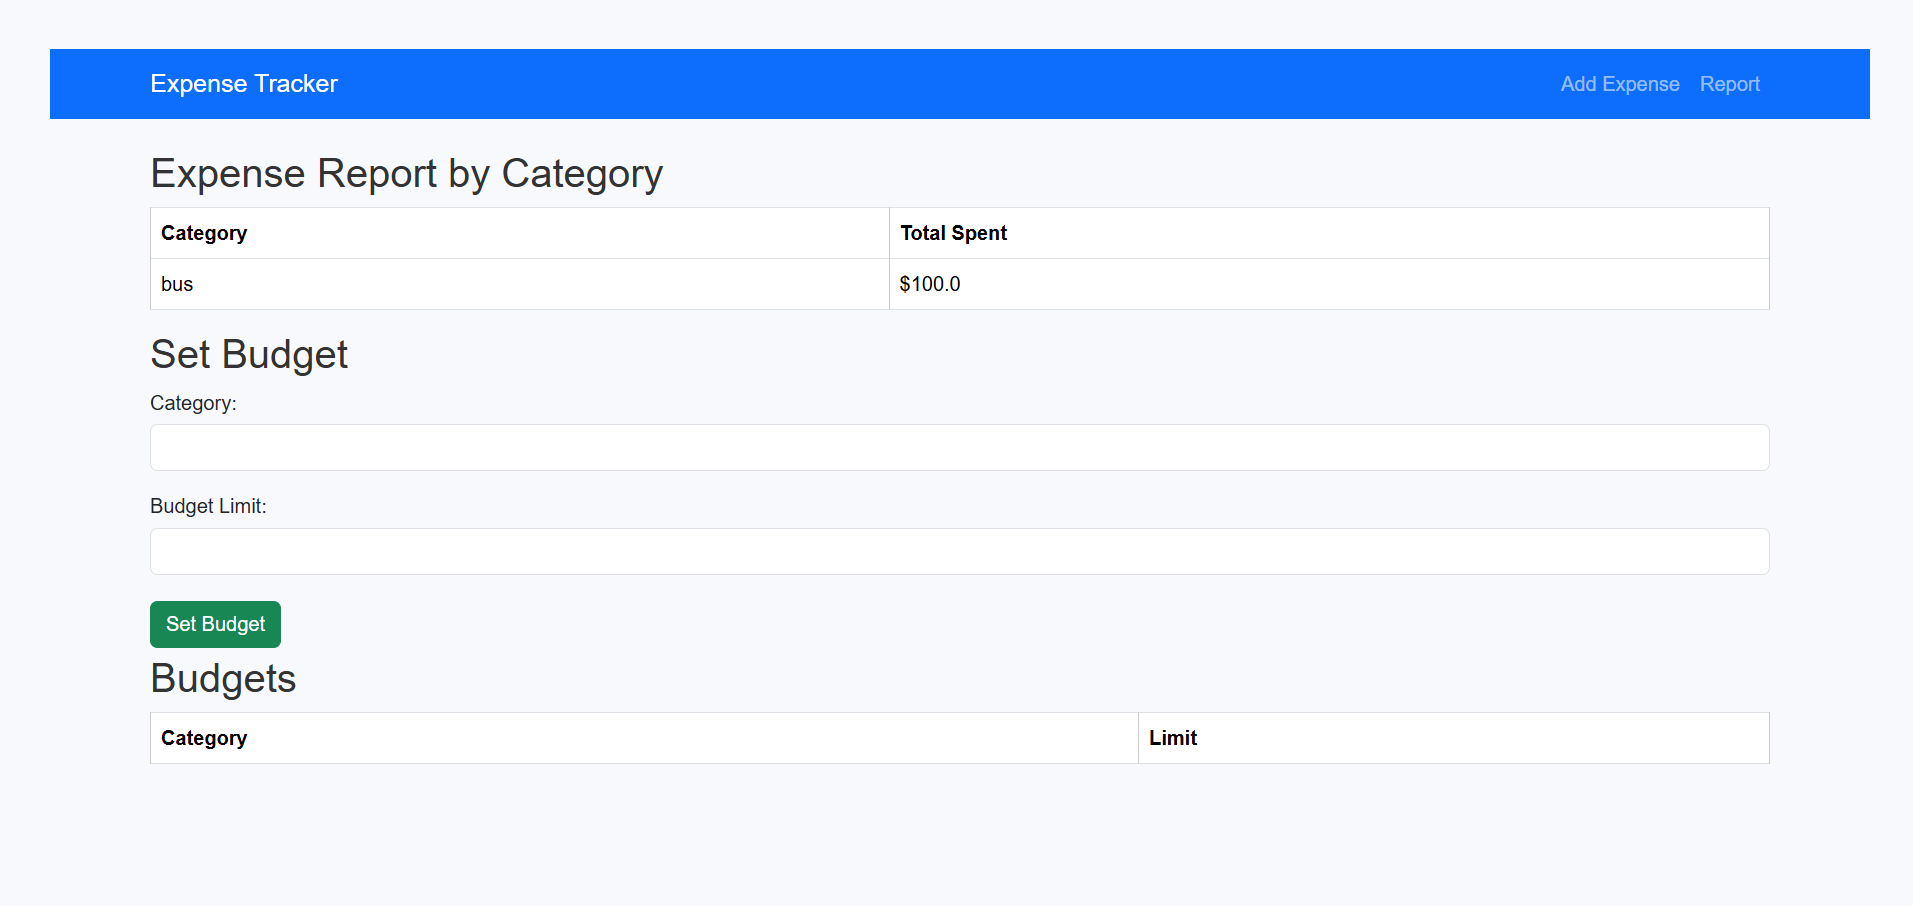 Expense Tracker Add Expense Report
Expense Report by Category
Category Total Spent
bus $100.0
Set Budget
Category:
Budget Limit:
Set Budget
Budgets
Category Limit